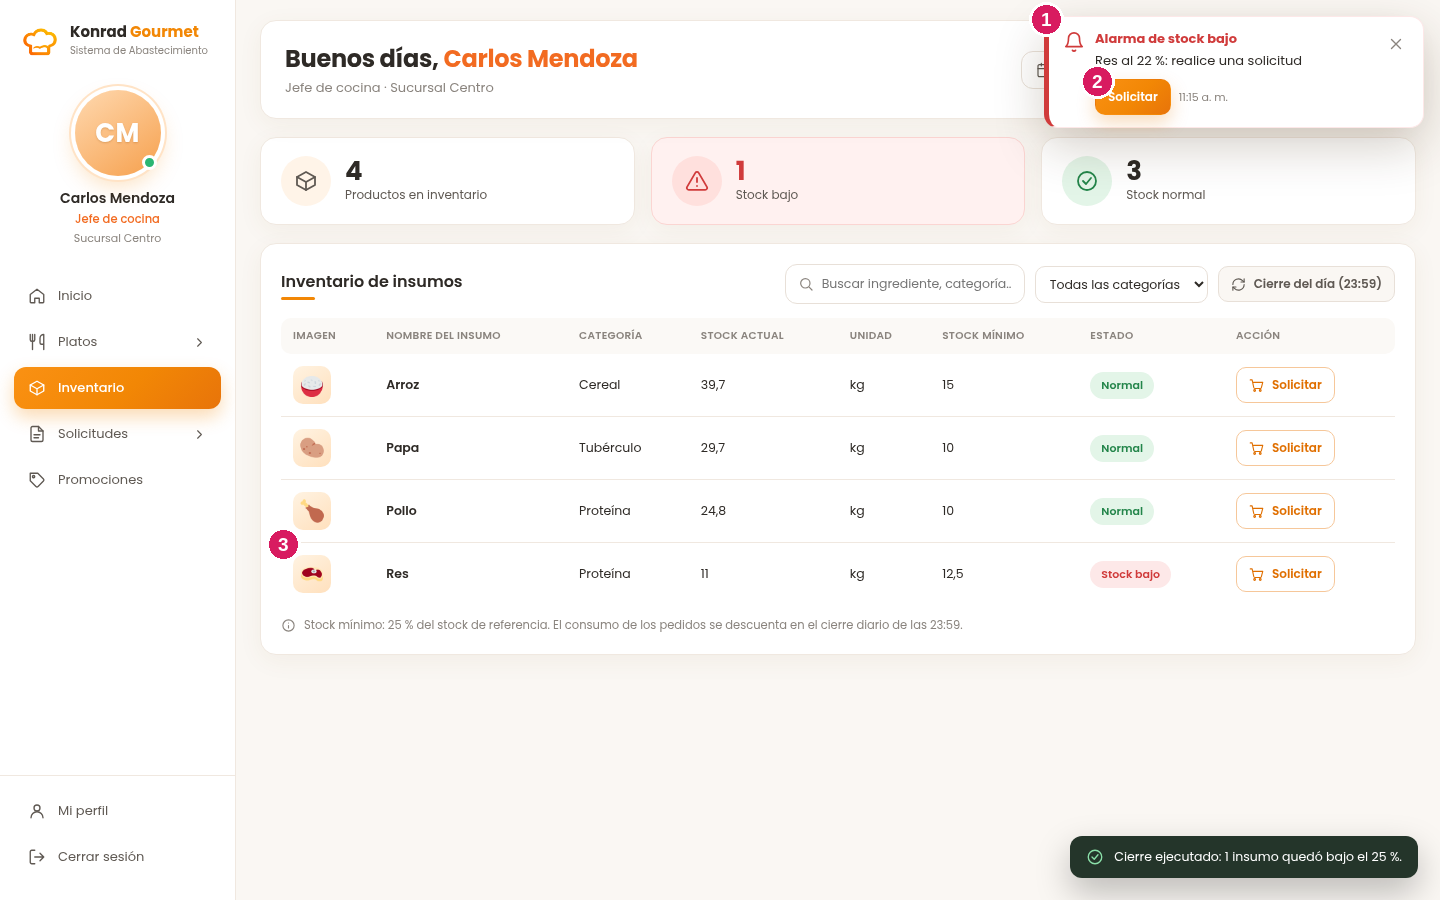 Konrad Gourmet
Sistema de Abastecimiento
CM
Carlos Mendoza
Jefe de cocina
Sucursal Centro
Inicio
Platos
Inventario
Solicitudes
Promociones
Mi perfil
Cerrar sesión
Buenos días, Carlos Mendoza
Jefe de cocina · Sucursal Centro
1
Alarma de stock bajo
Res al 22 %: realice una solicitud
2
Solicitar 11:15 a. m.
4
Productos en inventario
1
Stock bajo
3
Stock normal
Inventario de insumos
Buscar ingrediente, categoría..
Todas las categorías
Cierre del día (23:59)
IMAGEN NOMBRE DEL INSUMO CATEGORÍA STOCK ACTUAL UNIDAD STOCK MÍNIMO ESTADO ACCIÓN
Arroz Cereal 39,7 kg 15 Normal Solicitar
Papa Tubérculo 29,7 kg 10 Normal Solicitar
Pollo Proteína 24,8 kg 10 Normal Solicitar
3
Res Proteína 11 kg 12,5 Stock bajo Solicitar
Stock mínimo: 25 % del stock de referencia. El consumo de los pedidos se descuenta en el cierre diario de las 23:59.
Cierre ejecutado: 1 insumo quedó bajo el 25 %.